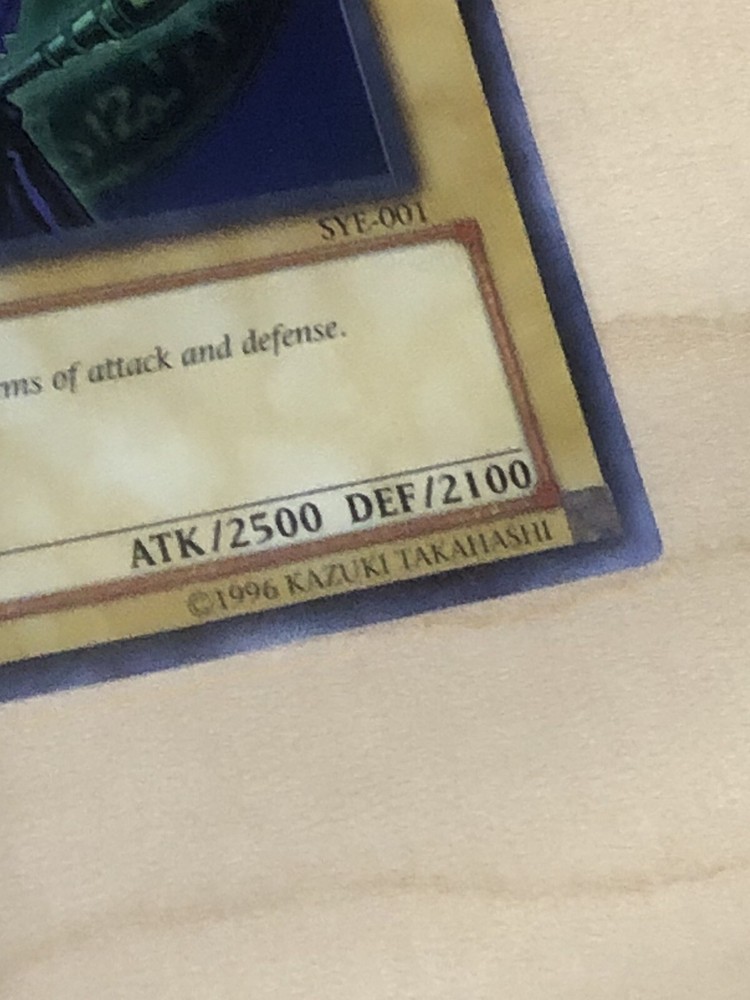 SYE-001
ms of attack and defense.
ATK/2500 DEF/2100
©1996 KAZUKI TAKAHASHI